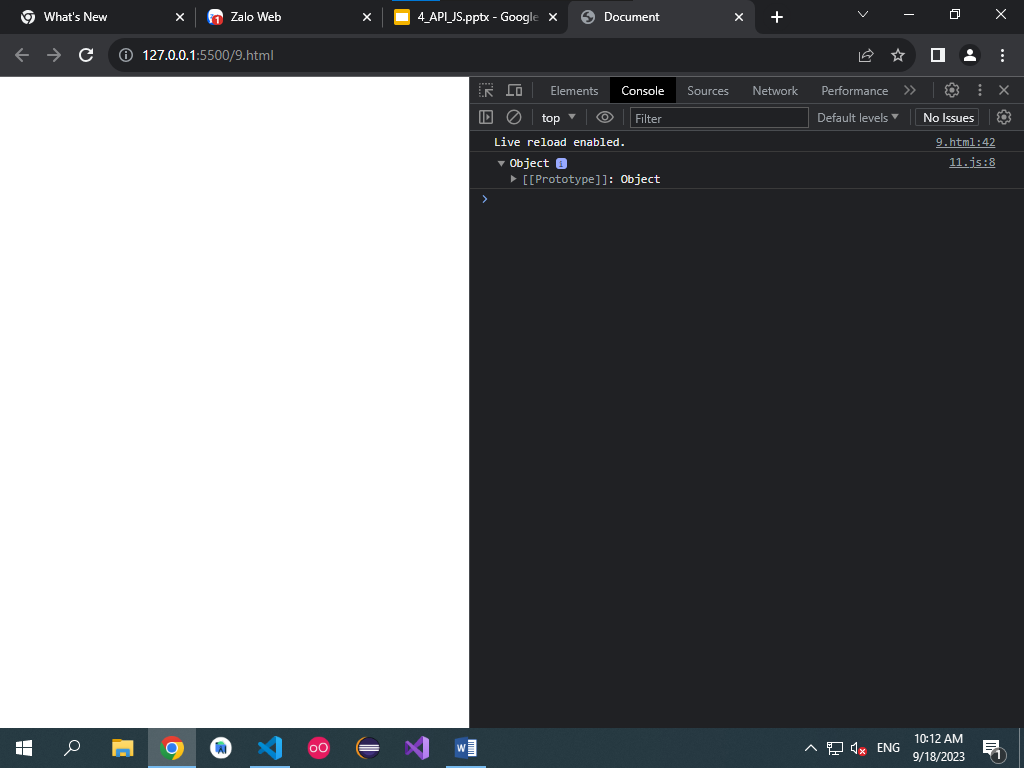 What's New
Zalo Web
4_API_JS.pptx - Google
Document
127.0.0.1:5500/9.html
Elements Console Sources Network Performance
top Filter Default levels No Issues
Live reload enabled. 9.html:42
Object i 11.js:8
[[Prototype]]: Object
ENG
10:12 AM
9/18/2023
1